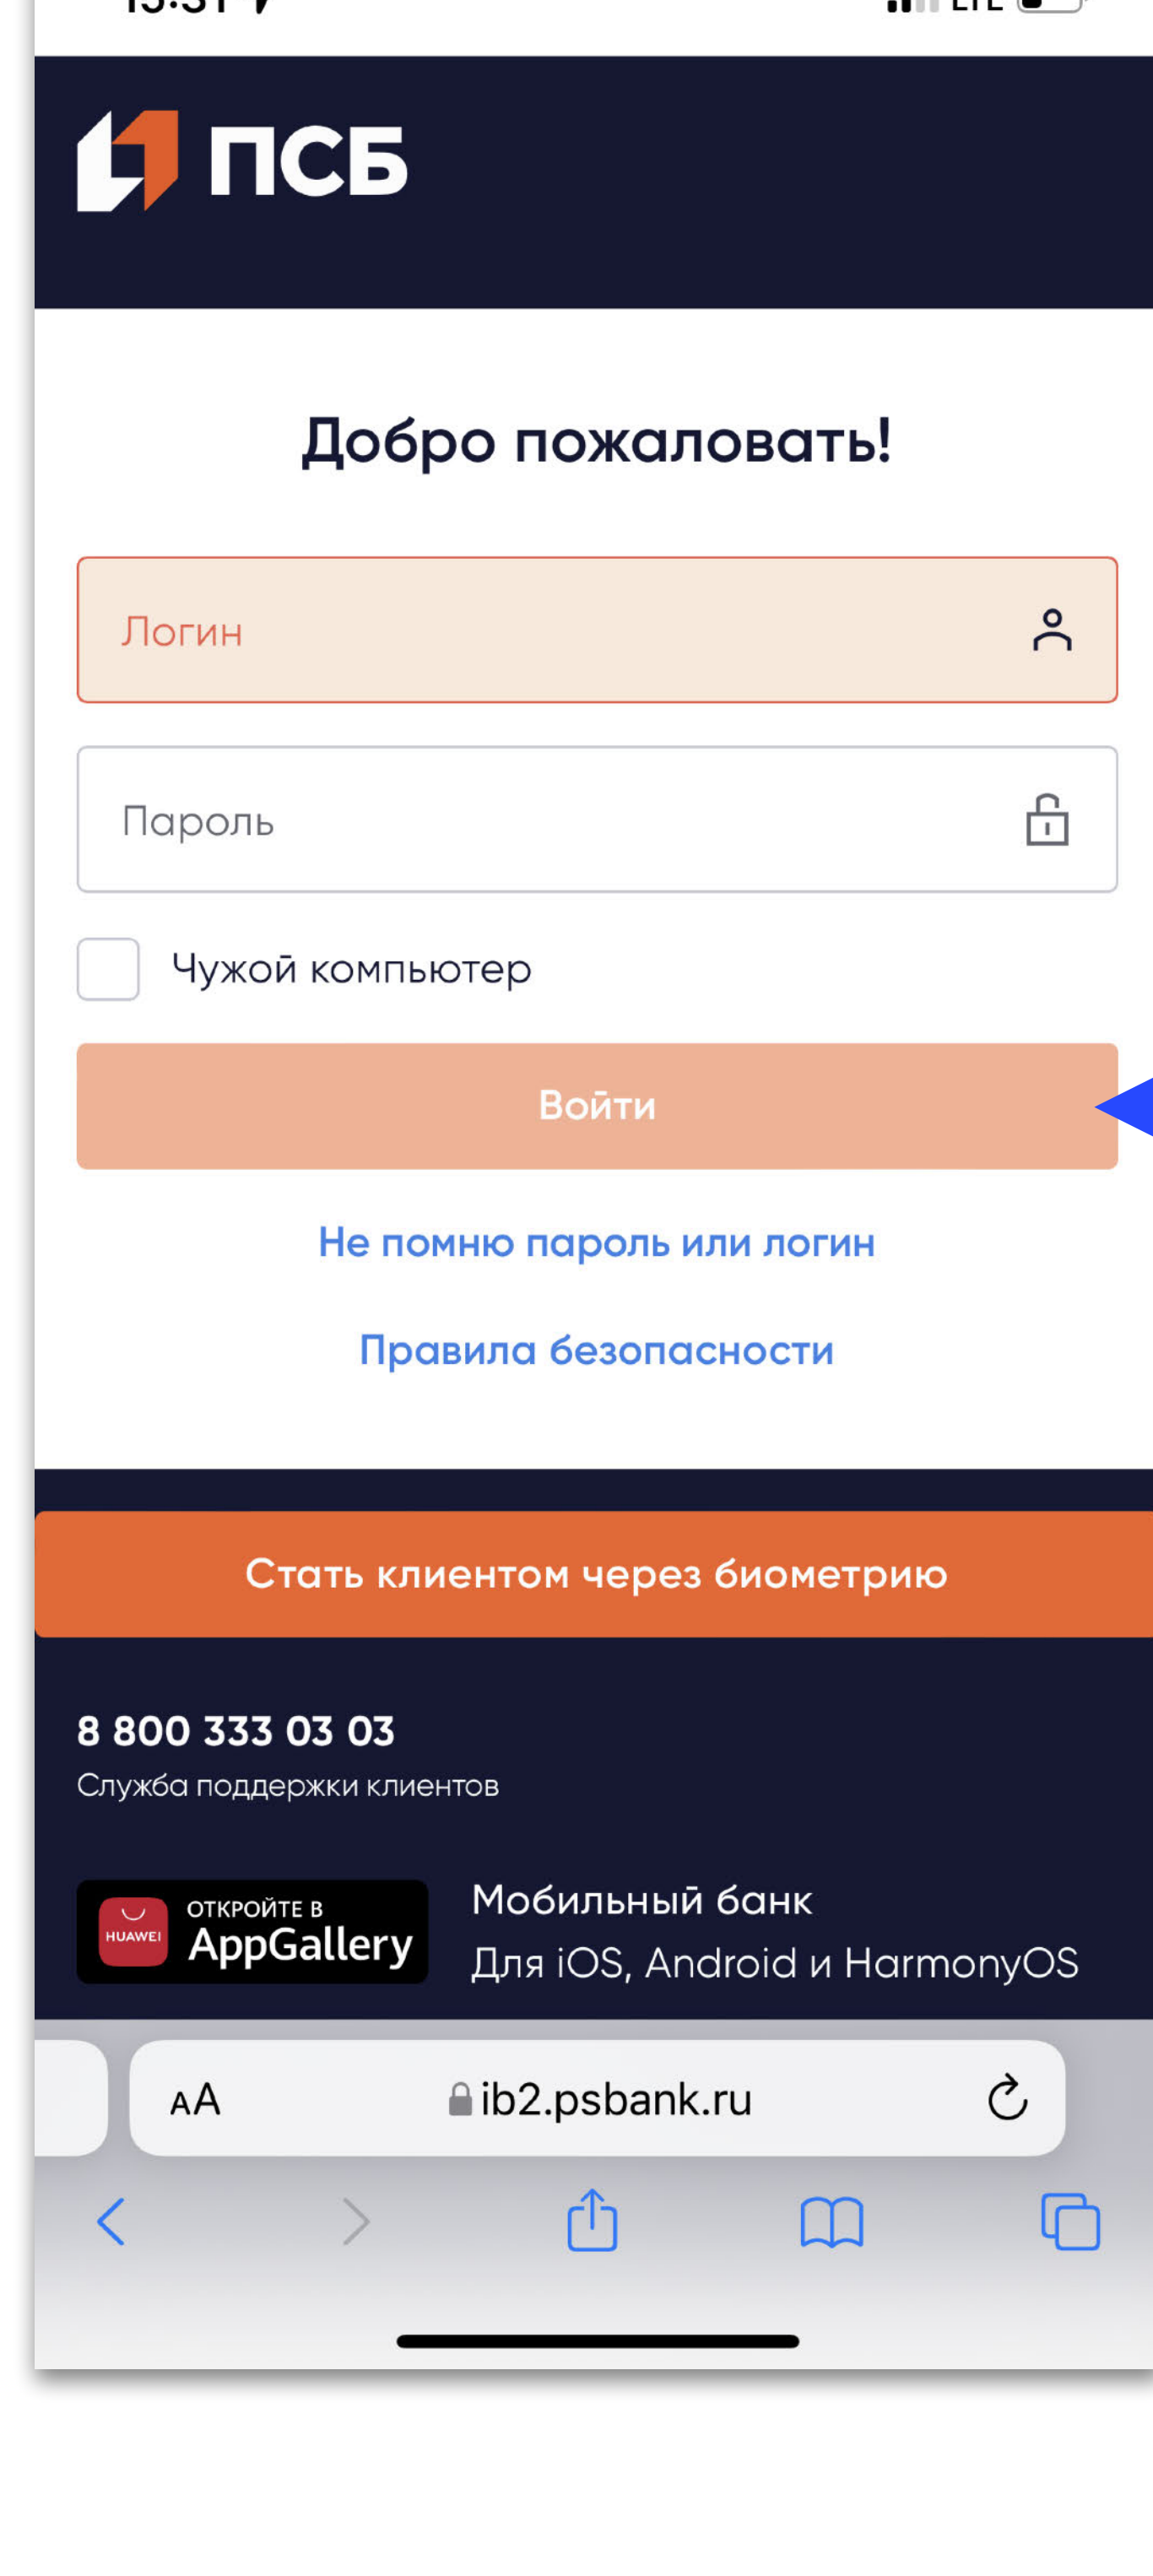 ПСБ
Добро пожаловать!
Логин
Пароль
Чужой компьютер
Войти
Не помню пароль или логин
Правила безопасности
Стать клиентом через биометрию
8 800 333 03 03
Служба поддержки клиентов
HUAWEI
ОТКРОЙТЕ В
AppGallery
Мобильный банк
Для iOS, Android и HarmonyOS
AA
ib2.psbank.ru